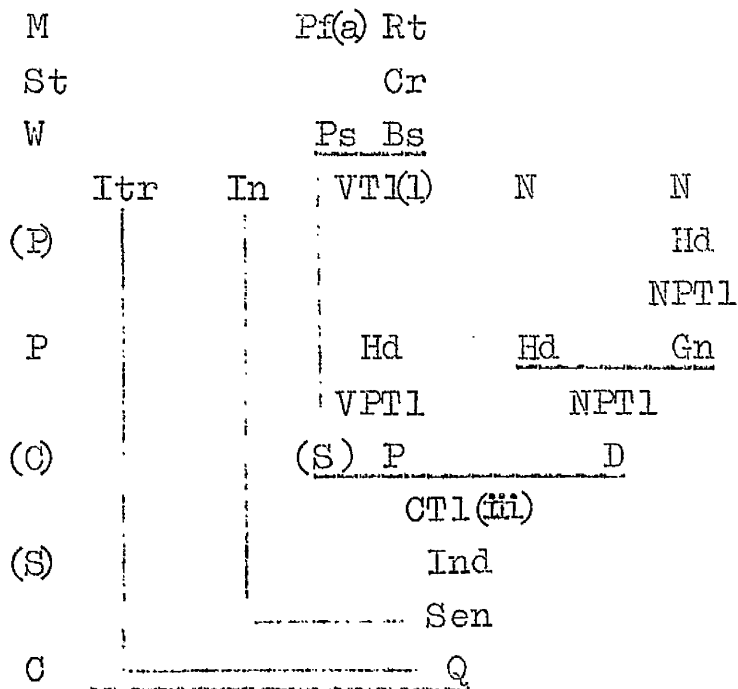 M Pf(a) Rt
St Cr
W Ps Bs
Itr In VT1(1) N N
(P) Hd
NPT1
P Hd Hd Gn
VPT1 NPT1
(C) (S) P D
CT1(iii)
(S) Ind
Sen
C Q